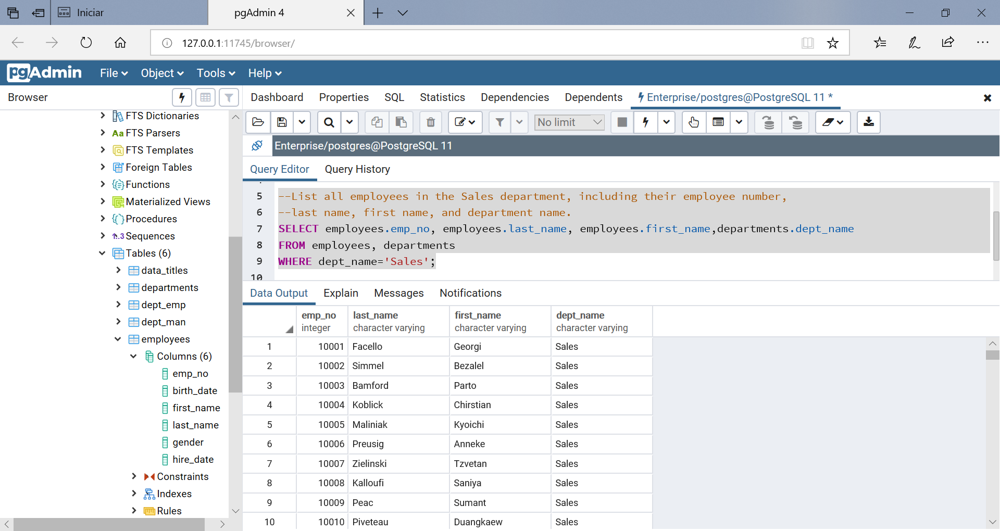 Iniciar
pgAdmin 4
127.0.0.1:11745/browser/
pgAdmin
File
Object
Tools
Help
Browser
Dashboard
Properties
SQL
Statistics
Dependencies
Dependents
Enterprise/postgres@PostgreSQL 11 *
FTS Dictionaries
Aa FTS Parsers
FTS Templates
Foreign Tables
Functions
Materialized Views
Procedures
1..3 Sequences
Tables (6)
data_titles
departments
dept_emp
dept_man
employees
Columns (6)
emp_no
birth_date
first_name
last_name
gender
hire_date
Constraints
Indexes
Rules
No limit
Enterprise/postgres@PostgreSQL 11
Query Editor
Query History
5 --List all employees in the Sales department, including their employee number,
6 --last name, first name, and department name.
7 SELECT employees.emp_no, employees.last_name, employees.first_name,departments.dept_name
8 FROM employees, departments
9 WHERE dept_name='Sales';
10
Data Output
Explain
Messages
Notifications
emp_no last_name first_name dept_name
integer character varying character varying character varying
1 10001 Facello Georgi Sales
2 10002 Simmel Bezalel Sales
3 10003 Bamford Parto Sales
4 10004 Koblick Chirstian Sales
5 10005 Maliniak Kyoichi Sales
6 10006 Preusig Anneke Sales
7 10007 Zielinski Tzvetan Sales
8 10008 Kalloufi Saniya Sales
9 10009 Peac Sumant Sales
10 10010 Piveteau Duangkaew Sales